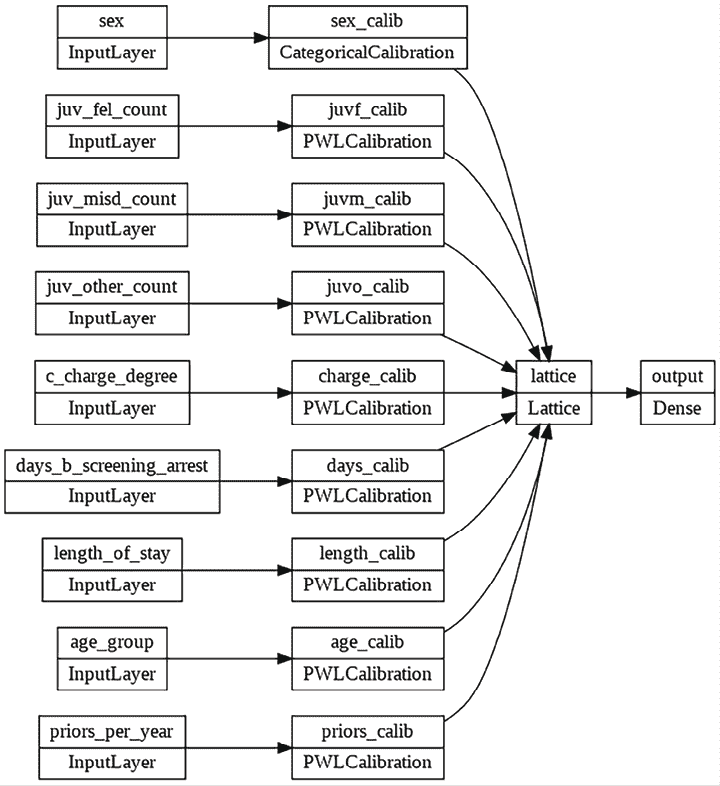 sex
InputLayer
sex_calib
CategoricalCalibration
juv_fel_count
InputLayer
juvf_calib
PWLCalibration
juv_misd_count
InputLayer
juvm_calib
PWLCalibration
juv_other_count
InputLayer
juvo_calib
PWLCalibration
c_charge_degree
InputLayer
charge_calib
PWLCalibration
lattice
Lattice
output
Dense
days_b_screening_arrest
InputLayer
days_calib
PWLCalibration
length_of_stay
InputLayer
length_calib
PWLCalibration
age_group
InputLayer
age_calib
PWLCalibration
priors_per_year
InputLayer
priors_calib
PWLCalibration